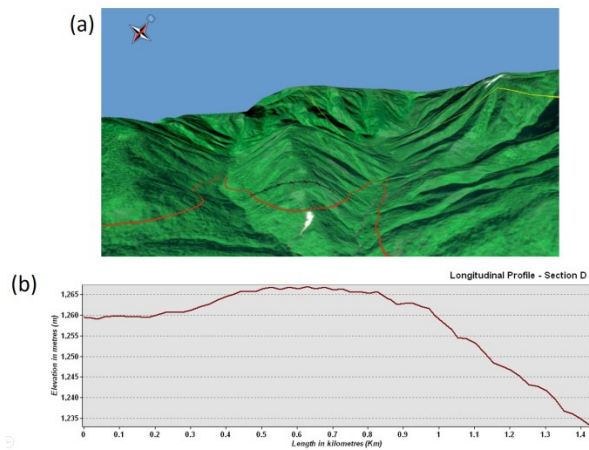 (a)
(b)
Longitudinal Profile - Section D
Elevation in metres (m)
1,265
1,260
1,255
1,250
1,245
1,240
1,235
0 0.1 0.2 0.3 0.4 0.5 0.6 0.7 0.8 0.9 1.0 1.1 1.2 1.3 1.4
Length in kilometres (Km)